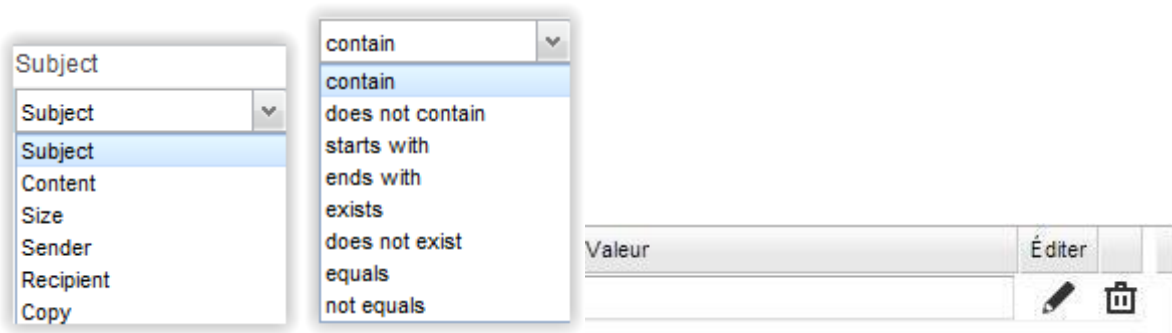 Subject
Subject
Subject
Content
Size
Sender
Recipient
Copy
contain
contain
does not contain
starts with
ends with
exists
does not exist
equals
not equals
Valeur Éditer